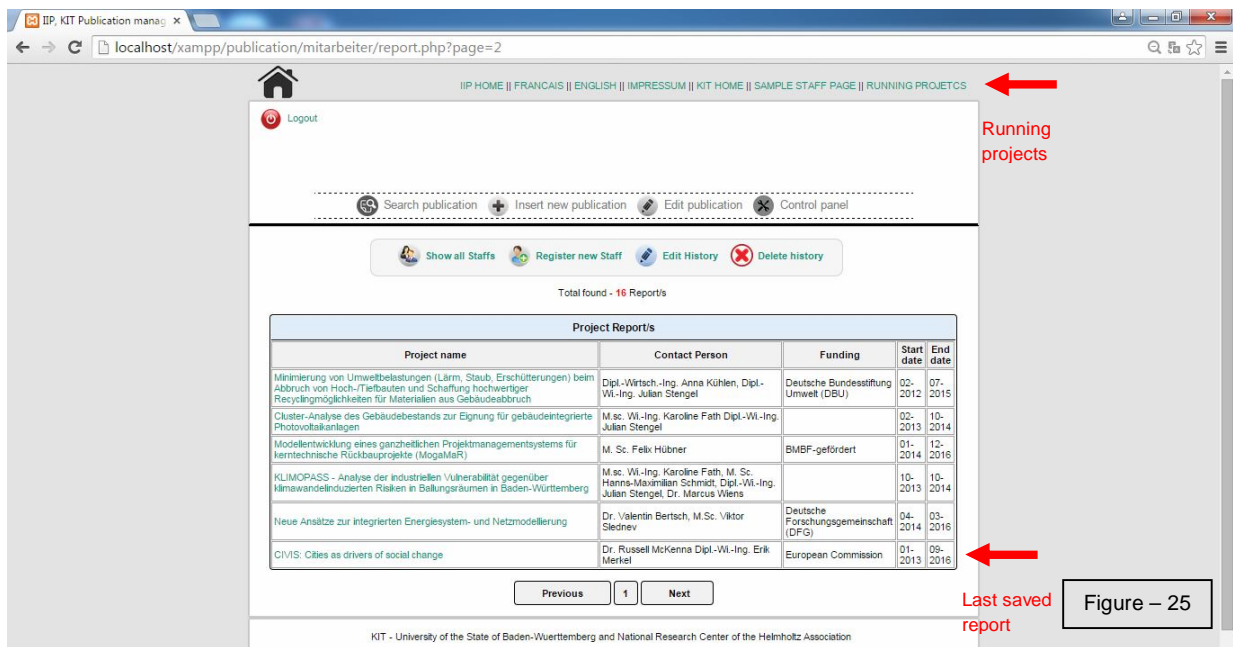 IIP, KIT Publication manag
localhost/xampp/publication/mitarbeiter/report.php?page=2
IIP HOME || FRANCAIS || ENGLISH || IMPRESSUM || KIT HOME || SAMPLE STAFF PAGE || RUNNING PROJETCS
Logout
Running
projects
Search publication Insert new publication Edit publication Control panel
Show all Staffs Register new Staff Edit History Delete history
Total found - 16 Report/s
Project Report/s
Project name Contact Person Funding Start date End date
Minimierung von Umweltbelastungen (Lärm, Staub, Erschütterungen) beim
Abbruch von Hoch-/Tiefbauten und Schaffung hochwertiger
Recyclingmöglichkeiten für Materialien aus Gebäudeabbruch
Dipl.-Wirtsch.-Ing. Anna Kühlen, Dipl.-
Wi.-Ing. Julian Stengel
Deutsche Bundesstiftung
Umwelt (DBU)
02-
2012
07-
2015
Cluster-Analyse des Gebäudebestands zur Eignung für gebäudeintegrierte
Photovoltaikanlagen
M.sc. Wi.-Ing. Karoline Fath Dipl.-Wi.-Ing.
Julian Stengel
02-
2013
10-
2014
Modellentwicklung eines ganzheitlichen Projektmanagementsystems für
kerntechnische Rückbauprojekte (MogaMaR)
M. Sc. Felix Hübner
BMBF-gefördert
01-
2014
12-
2016
KLIMOPASS - Analyse der industriellen Vulnerabilität gegenüber
klimawandelinduzierten Risiken in Ballungsräumen in Baden-Württemberg
M.sc. Wi.-Ing. Karoline Fath, M. Sc.
Hanns-Maximilian Schmidt, Dipl.-Wi.-Ing.
Julian Stengel, Dr. Marcus Wiens
10-
2013
10-
2014
Neue Ansätze zur integrierten Energiesystem- und Netzmodellierung
Dr. Valentin Bertsch, M.Sc. Viktor
Slednev
Deutsche
Forschungsgemeinschaft
(DFG)
04-
2014
03-
2016
CIVIS: Cities as drivers of social change
Dr. Russell McKenna Dipl.-Wi.-Ing. Erik
Merkel
European Commission
01-
2013
09-
2016
Previous 1 Next
Last saved
report
Figure – 25
KIT - University of the State of Baden-Wuerttemberg and National Research Center of the Helmholtz Association